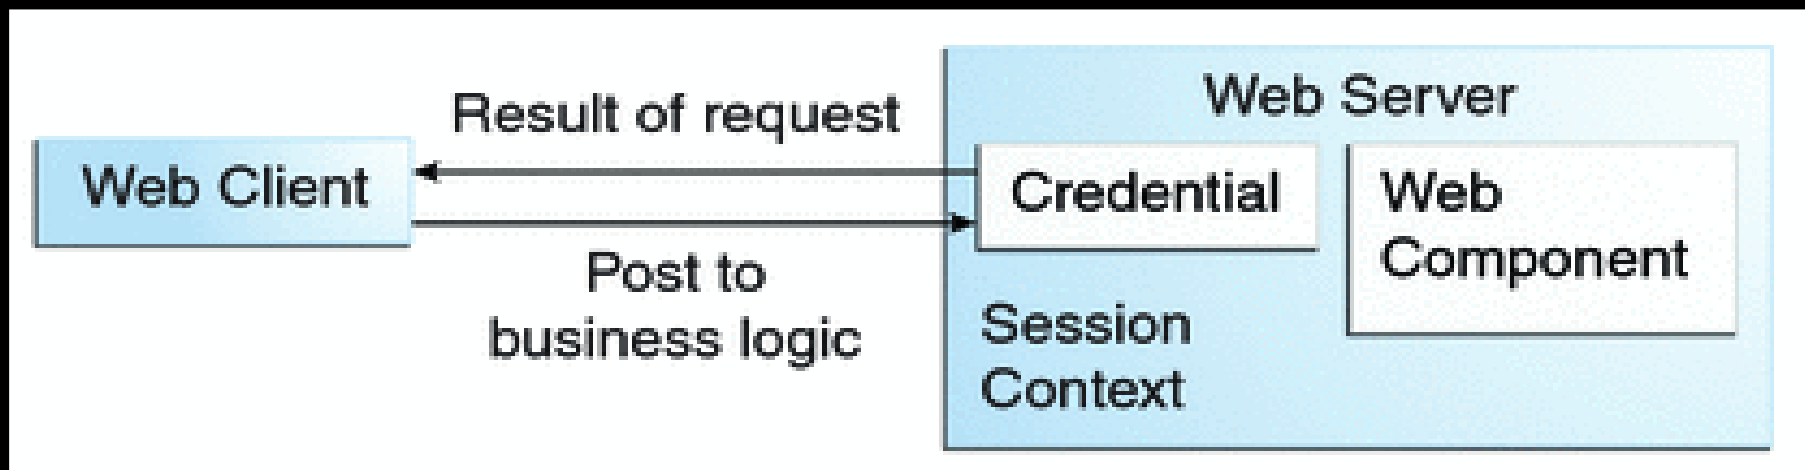 Web Server
Result of request
Web Client
Credential
Web
Component
Post to
business logic
Session
Context